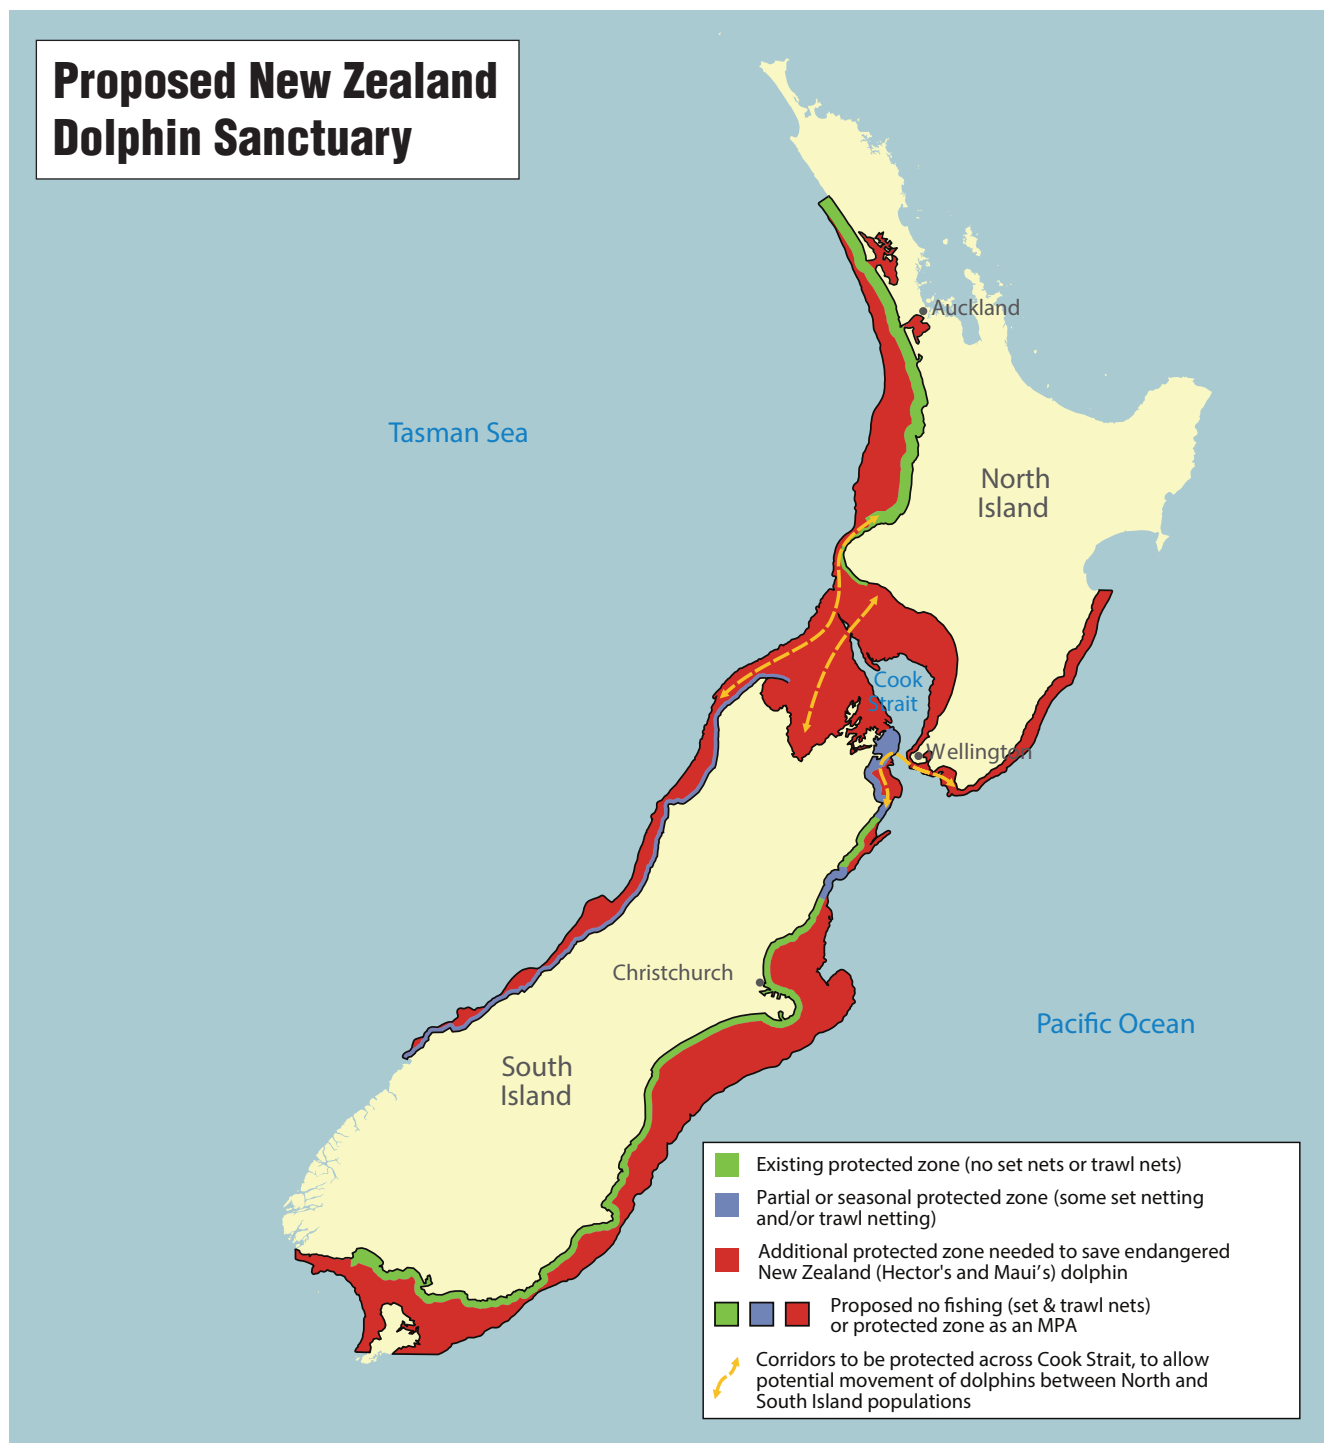 Proposed New Zealand
Dolphin Sanctuary
Auckland
Tasman Sea
North
Island
Cook
Strait
Wellington
Christchurch
Pacific Ocean
South
Island
Existing protected zone (no set nets or trawl nets)
Partial or seasonal protected zone (some set netting
and/or trawl netting)
Additional protected zone needed to save endangered
New Zealand (Hector's and Maui’s) dolphin
Proposed no fishing (set & trawl nets)
or protected zone as an MPA
Corridors to be protected across Cook Strait, to allow
potential movement of dolphins between North and
South Island populations